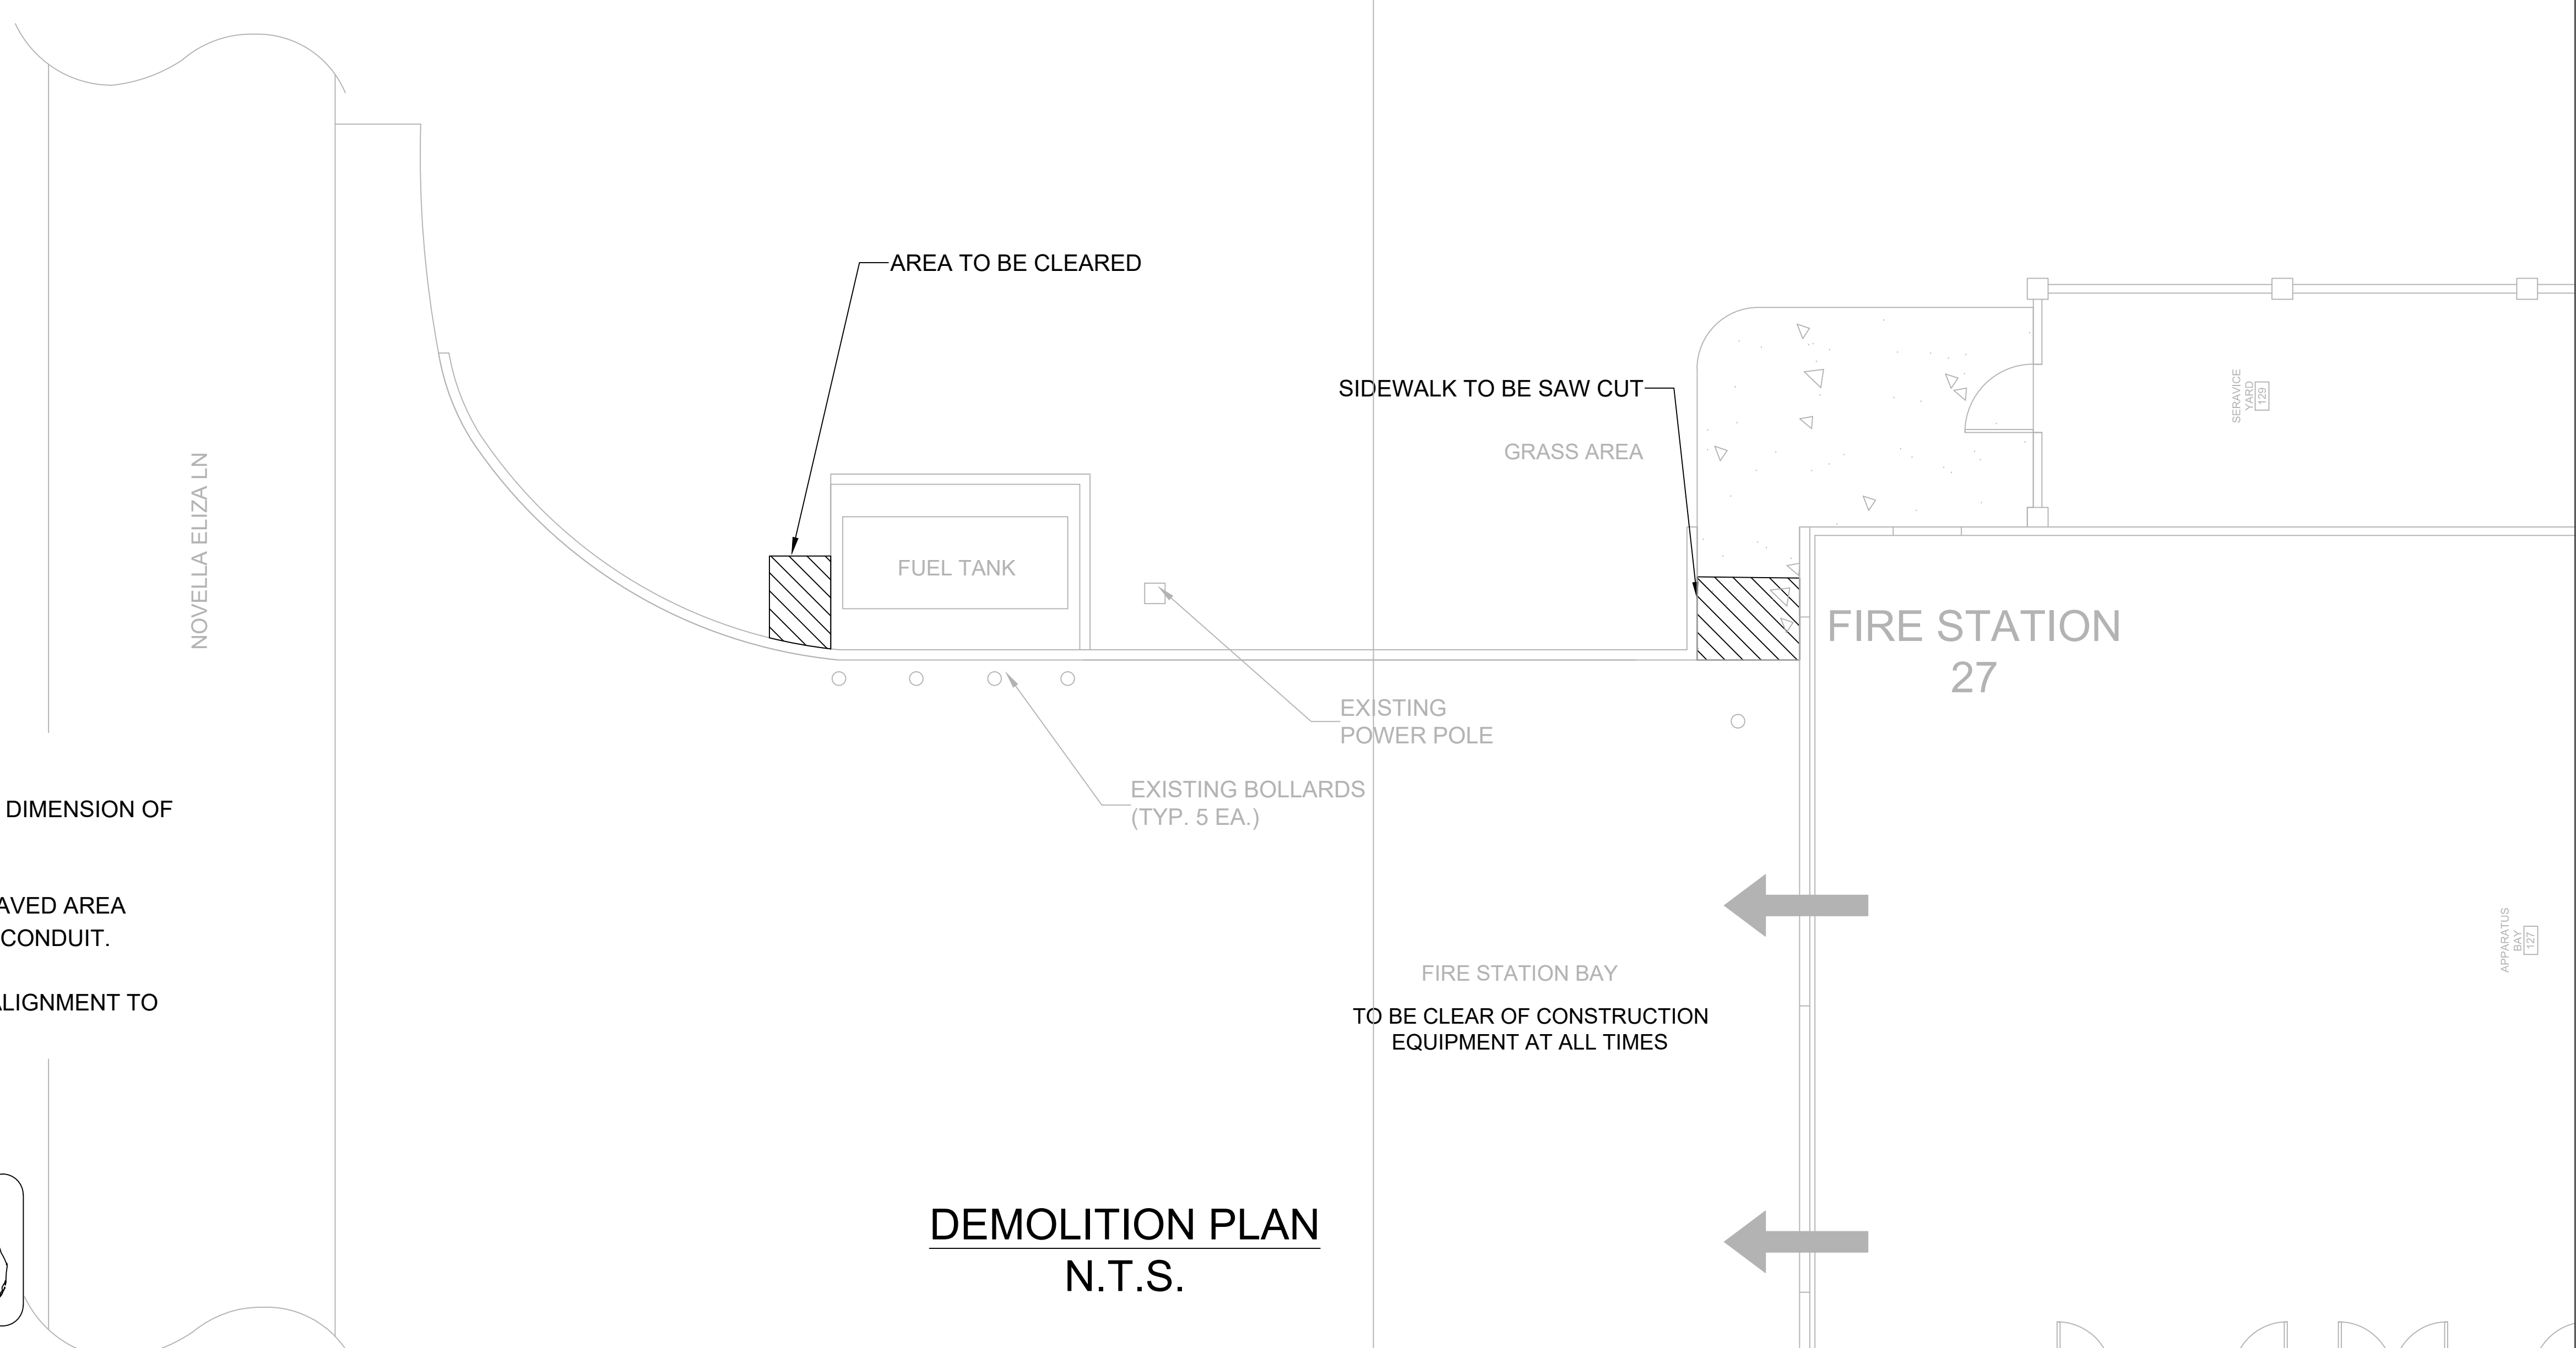 AREA TO BE CLEARED
SIDEWALK TO BE SAW CUT
GRASS AREA
SERAVICE
YARD
129
NOVELLA ELIZA LN
FUEL TANK
FIRE STATION
27
EXISTING
POWER POLE
EXISTING BOLLARDS
(TYP. 5 EA.)
DIMENSION OF
AVED AREA
CONDUIT.
LIGNMENT TO
APPARATUS
BAY
127
FIRE STATION BAY
TO BE CLEAR OF CONSTRUCTION
EQUIPMENT AT ALL TIMES
DEMOLITION PLAN
N.T.S.